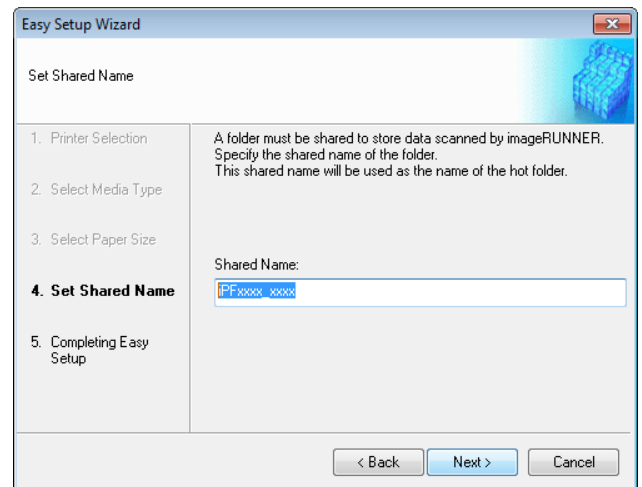 Easy Setup Wizard
Set Shared Name
1. Printer Selection
2. Select Media Type
3. Select Paper Size
4. Set Shared Name
5. Completing Easy
Setup
A folder must be shared to store data scanned by imageRUNNER.
Specify the shared name of the folder.
This shared name will be used as the name of the hot folder.
Shared Name:
iPFxxxx_xxxx
< Back
Next >
Cancel